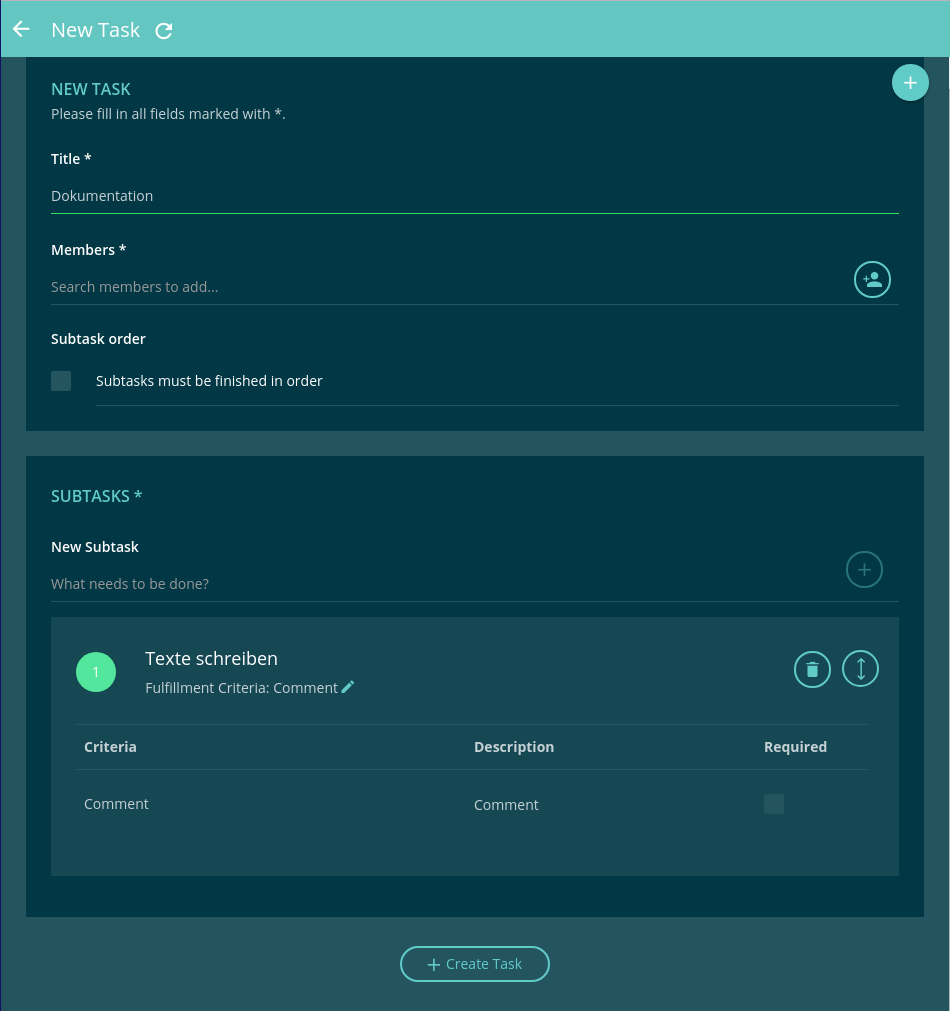 New Task
NEW TASK
Please fill in all fields marked with *.
Title *
Dokumentation
Members *
Search members to add...
Subtask order
Subtasks must be finished in order
SUBTASKS *
New Subtask
What needs to be done?
1
Texte schreiben
Fulfillment Criteria: Comment
Criteria Description Required
Comment Comment
Create Task